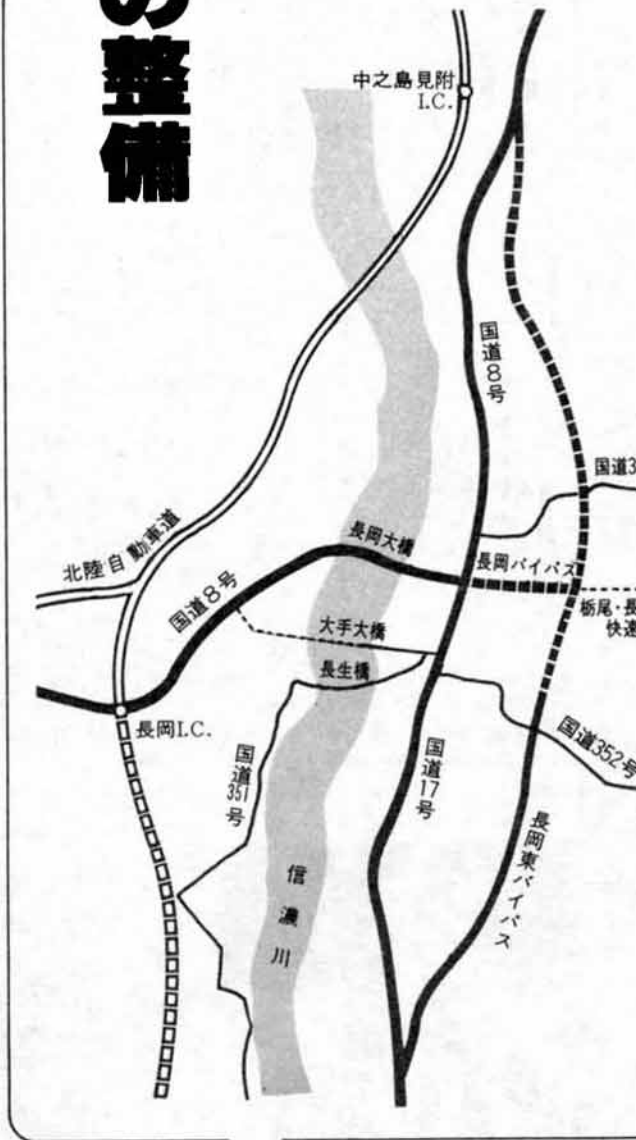 の整備
中之島見附
I.C.
国道8号
国道3
北陸自動車道
長岡大橋
長岡バイパス
国道8号
栃尾・長
快速
大手大橋
長生橋
長岡I.C.
国道351号
国道17号
国道352号
長岡東バイパス
信濃川